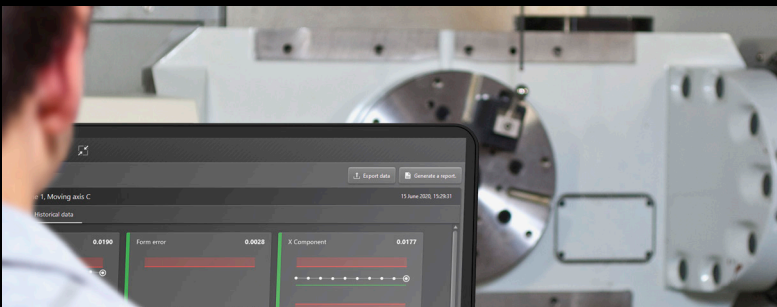 Export data
Generate a report.
e 1, Moving axis C
15 June 2020, 15:29:31
Historical data
0.0190
Form error
0.0028
X Component
0.0177